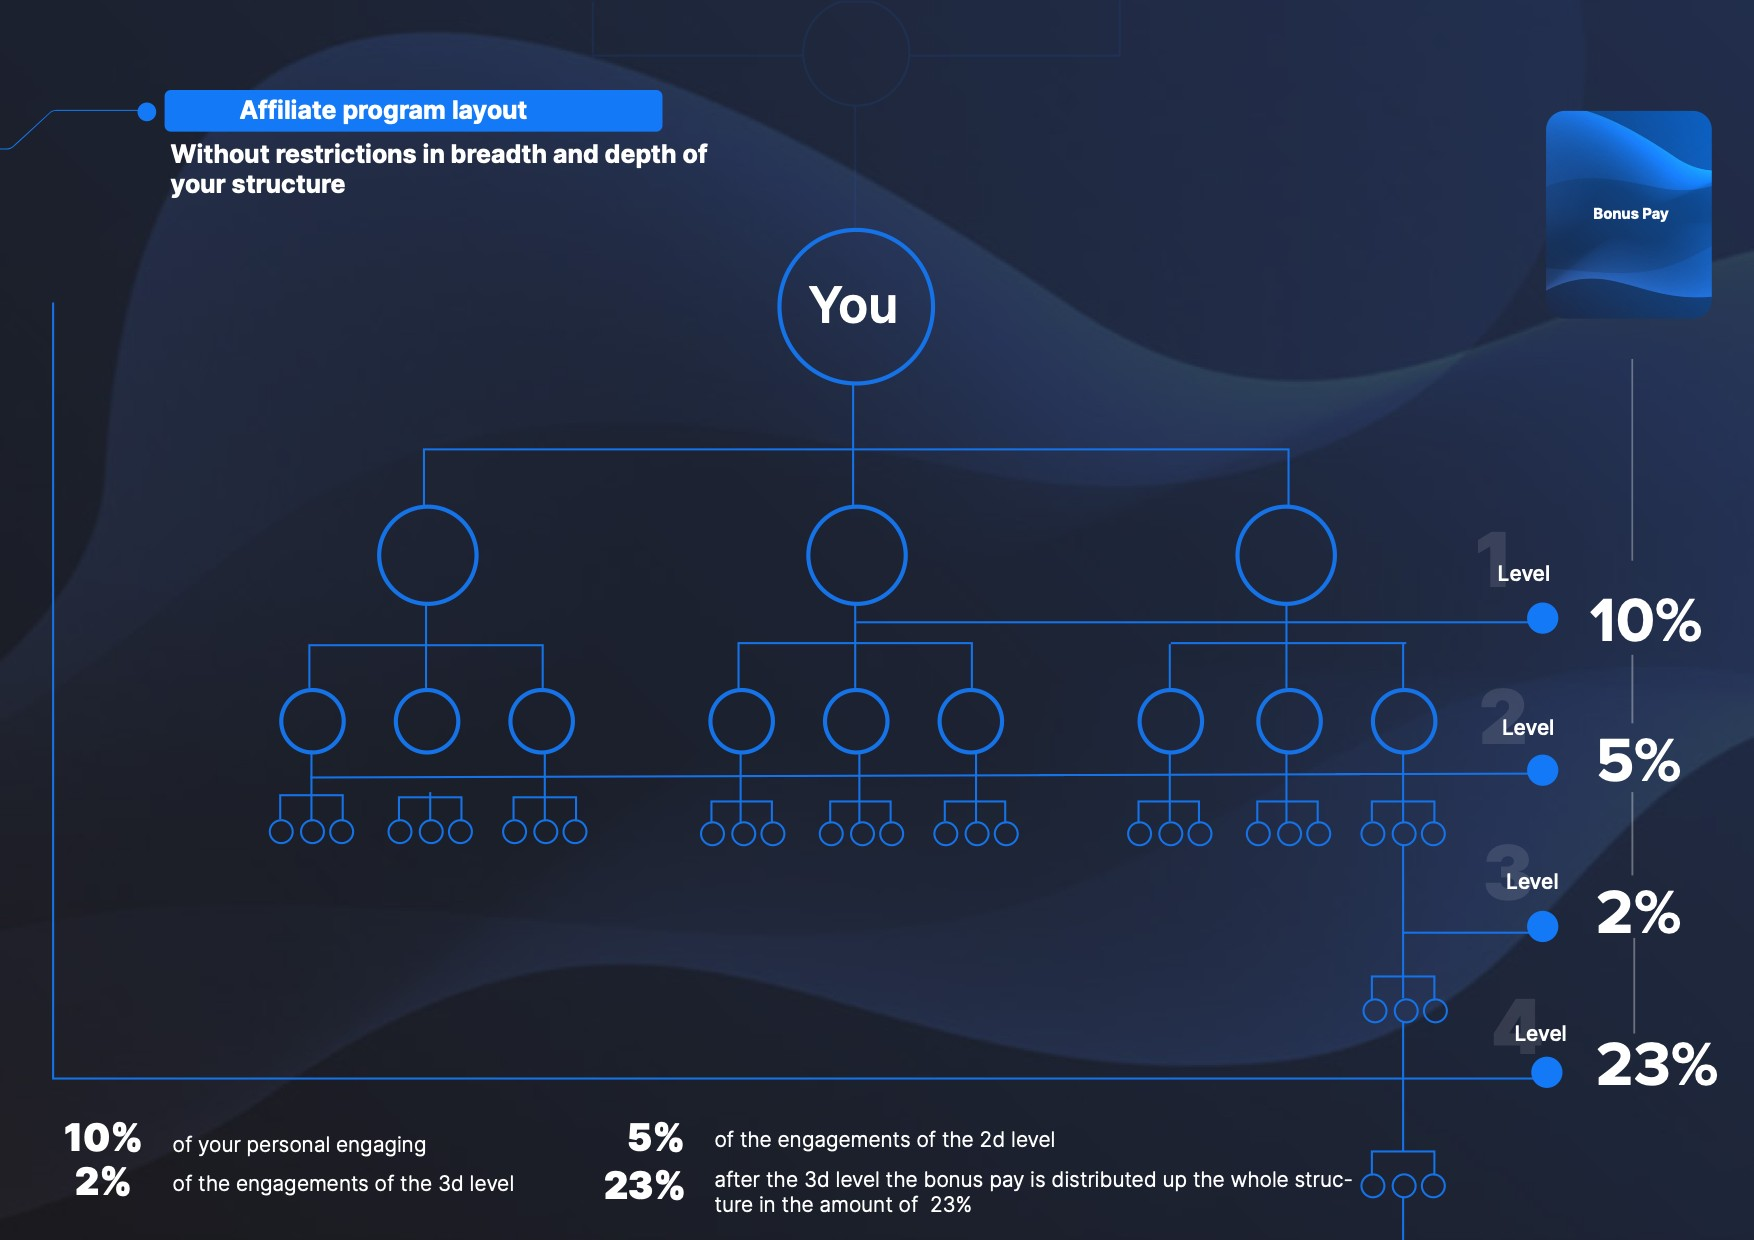 Affiliate program layout
Without restrictions in breadth and depth of
your structure
Bonus Pay
You
1
Level
10%
2
Level
5%
3
Level
2%
4
Level
23%
10% of your personal engaging
2% of the engagements of the 3d level
5% of the engagements of the 2d level
23% after the 3d level the bonus pay is distributed up the whole struc-
ture in the amount of 23%